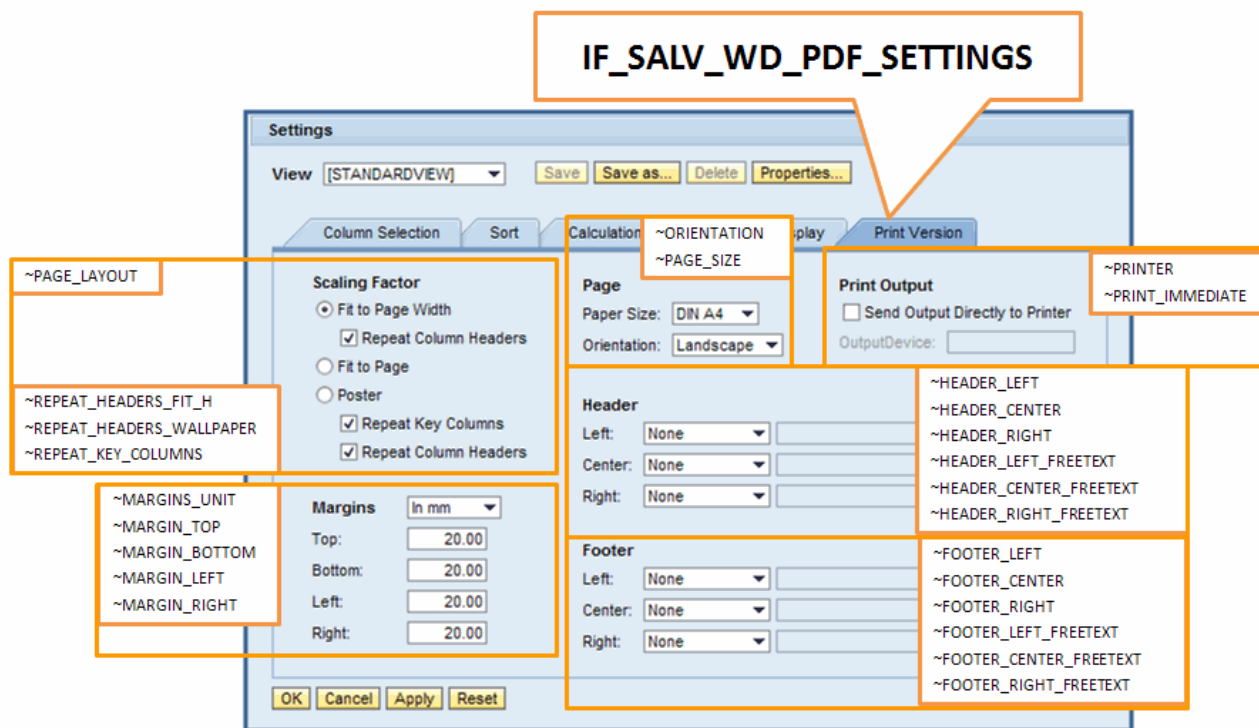 IF_SALV_WD_PDF_SETTINGS
Settings
View [STANDARDVIEW] Save Save as... Delete Properties...
Column Selection Sort Calculation splay Print Version
~ORIENTATION
~PAGE_SIZE
~PAGE_LAYOUT
~REPEAT_HEADERS_FIT_H
~REPEAT_HEADERS_WALLPAPER
~REPEAT_KEY_COLUMNS
Scaling Factor
Fit to Page Width
Repeat Column Headers
Fit to Page
Poster
Repeat Key Columns
Repeat Column Headers
Page
Paper Size: DIN A4
Orientation: Landscape
Print Output
Send Output Directly to Printer
OutputDevice:
~PRINTER
~PRINT_IMMEDIATE
Header
Left: None
Center: None
Right: None
~HEADER_LEFT
~HEADER_CENTER
~HEADER_RIGHT
~HEADER_LEFT_FREETEXT
~HEADER_CENTER_FREETEXT
~HEADER_RIGHT_FREETEXT
~MARGINS_UNIT
~MARGIN_TOP
~MARGIN_BOTTOM
~MARGIN_LEFT
~MARGIN_RIGHT
Margins In mm
Top: 20.00
Bottom: 20.00
Left: 20.00
Right: 20.00
Footer
Left: None
Center: None
Right: None
~FOOTER_LEFT
~FOOTER_CENTER
~FOOTER_RIGHT
~FOOTER_LEFT_FREETEXT
~FOOTER_CENTER_FREETEXT
~FOOTER_RIGHT_FREETEXT
OK Cancel Apply Reset